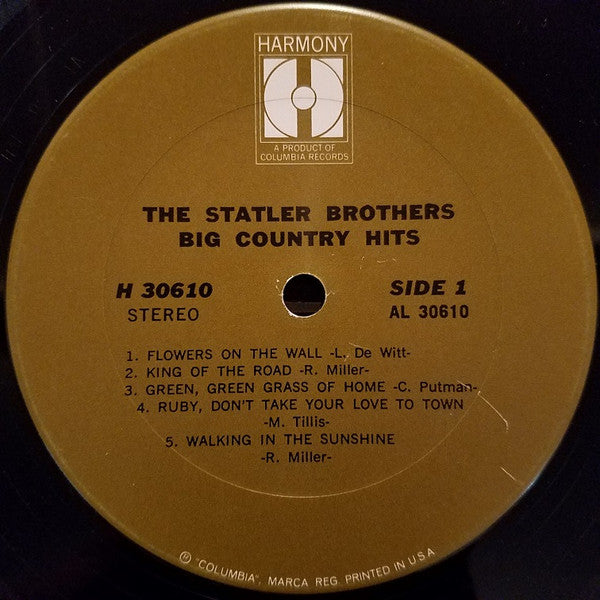 HARMONY
A PRODUCT OF
COLUMBIA RECORDS
THE STATLER BROTHERS
BIG COUNTRY HITS
H 30610 SIDE 1
STEREO AL 30610
1. FLOWERS ON THE WALL -L. De Witt-
2. KING OF THE ROAD -R. Miller-
3. GREEN, GREEN GRASS OF HOME -C. Putman-
4. RUBY, DON'T TAKE YOUR LOVE TO TOWN
-M. Tillis-
5. WALKING IN THE SUNSHINE
-R. Miller-
℗ "COLUMBIA", MARCA REG. PRINTED IN U.S.A